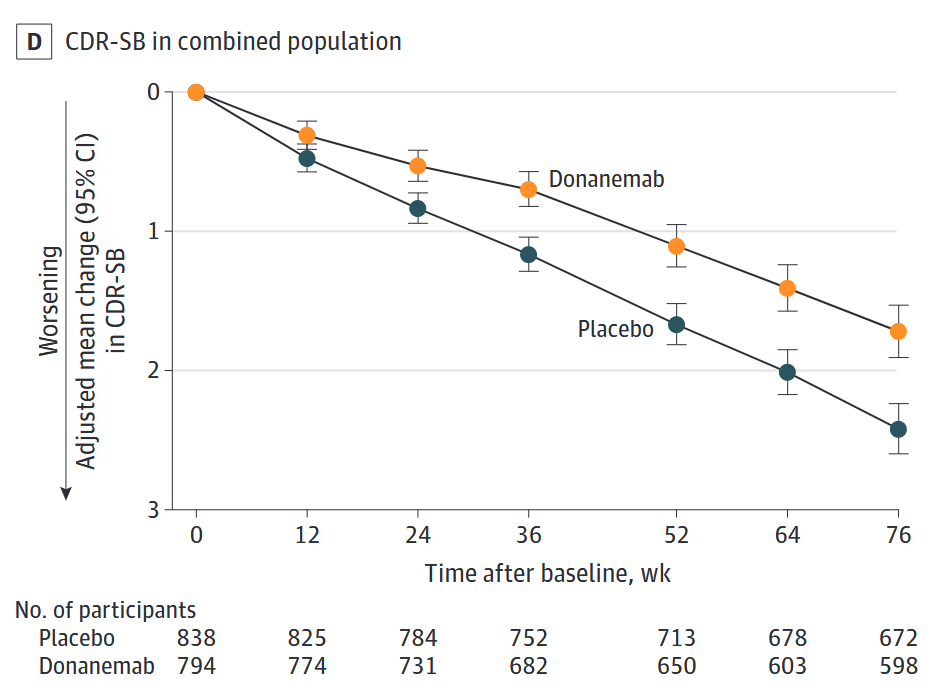 D CDR-SB in combined population
0
1
2
3
Worsening
Adjusted mean change (95% CI)
in CDR-SB
Donanemab
Placebo
0 12 24 36 52 64 76
Time after baseline, wk
No. of participants
Placebo 838 825 784 752 713 678 672
Donanemab 794 774 731 682 650 603 598